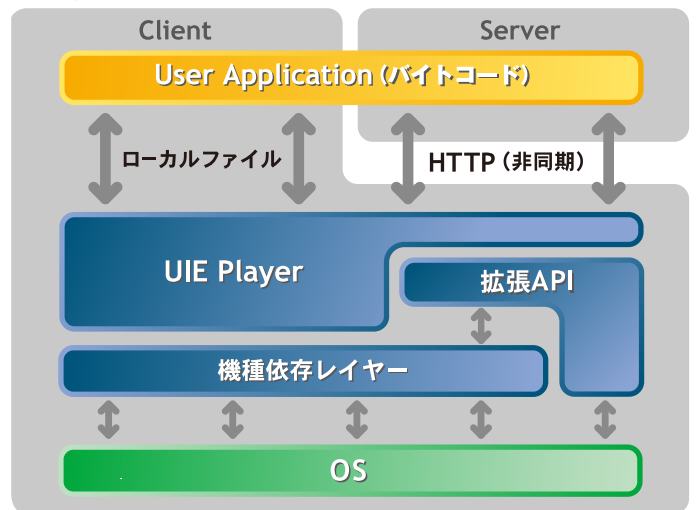 Client
Server
User Application（バイトコード）
ローカルファイル
HTTP（非同期）
UIE Player
拡張API
機種依存レイヤー
OS